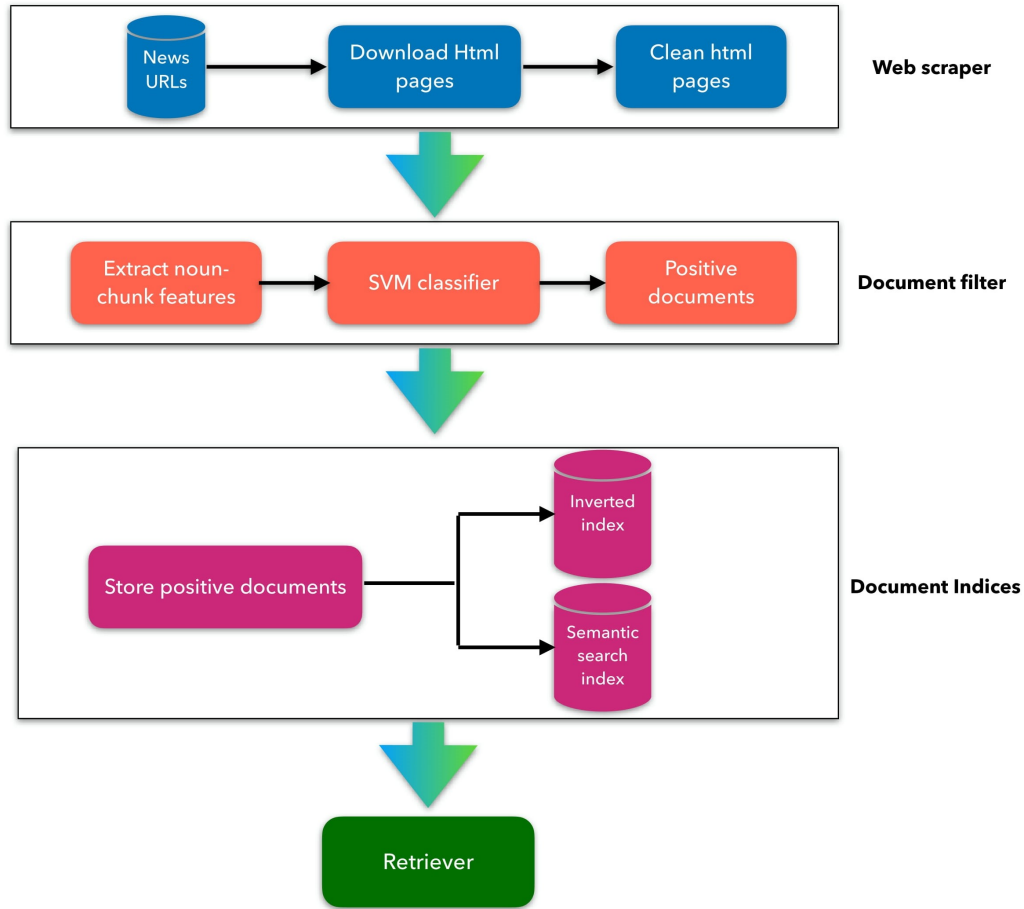 News
URLs
Download Html
pages
Clean html
pages
Web scraper
Extract noun-
chunk features
SVM classifier
Positive
documents
Document filter
Store positive documents
Inverted
index
Semantic
search
index
Document Indices
Retriever